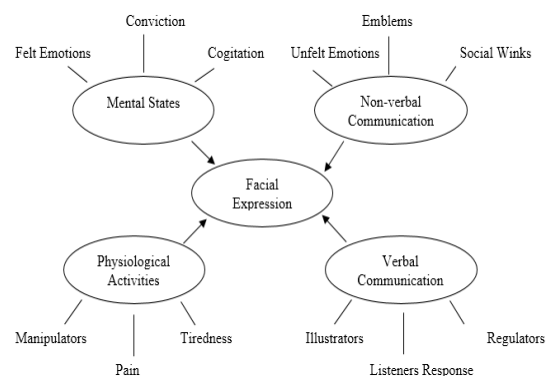 Conviction
Emblems
Felt Emotions
Cogitation
Unfelt Emotions
Social Winks
Mental States
Non-verbal
Communication
Facial
Expression
Physiological
Activities
Verbal
Communication
Manipulators
Tiredness
Illustrators
Regulators
Pain
Listeners Response